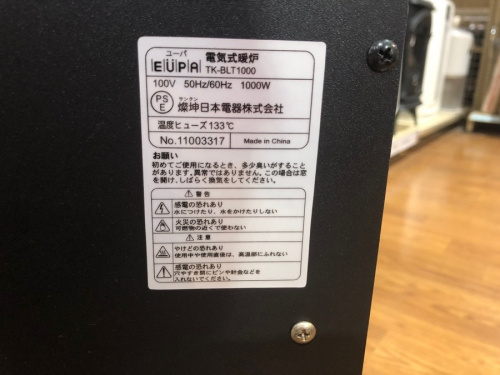 ユーパ
EUPA 電気式暖炉
TK-BLT1000
100V 50Hz/60Hz 1000W
PS
E
サンクン
燦坤日本電器株式会社
温度ヒューズ133℃
No.11003317 Made in China
お願い
初めてご使用になるとき、多少臭いがすること
があります。異常ではありません。この場合は窓
を開け、しばらく換気をしてください。
⚠ 警告
感電の恐れあり
水につけたり、水をかけたりしない
火災の恐れあり
可燃物の近くで使わない
⚠ 注意
やけどの恐れあり
使用中や使用直後は、高温部にふれない
感電の恐れあり
穴やすき間にピンや針金などを
入れないでください。